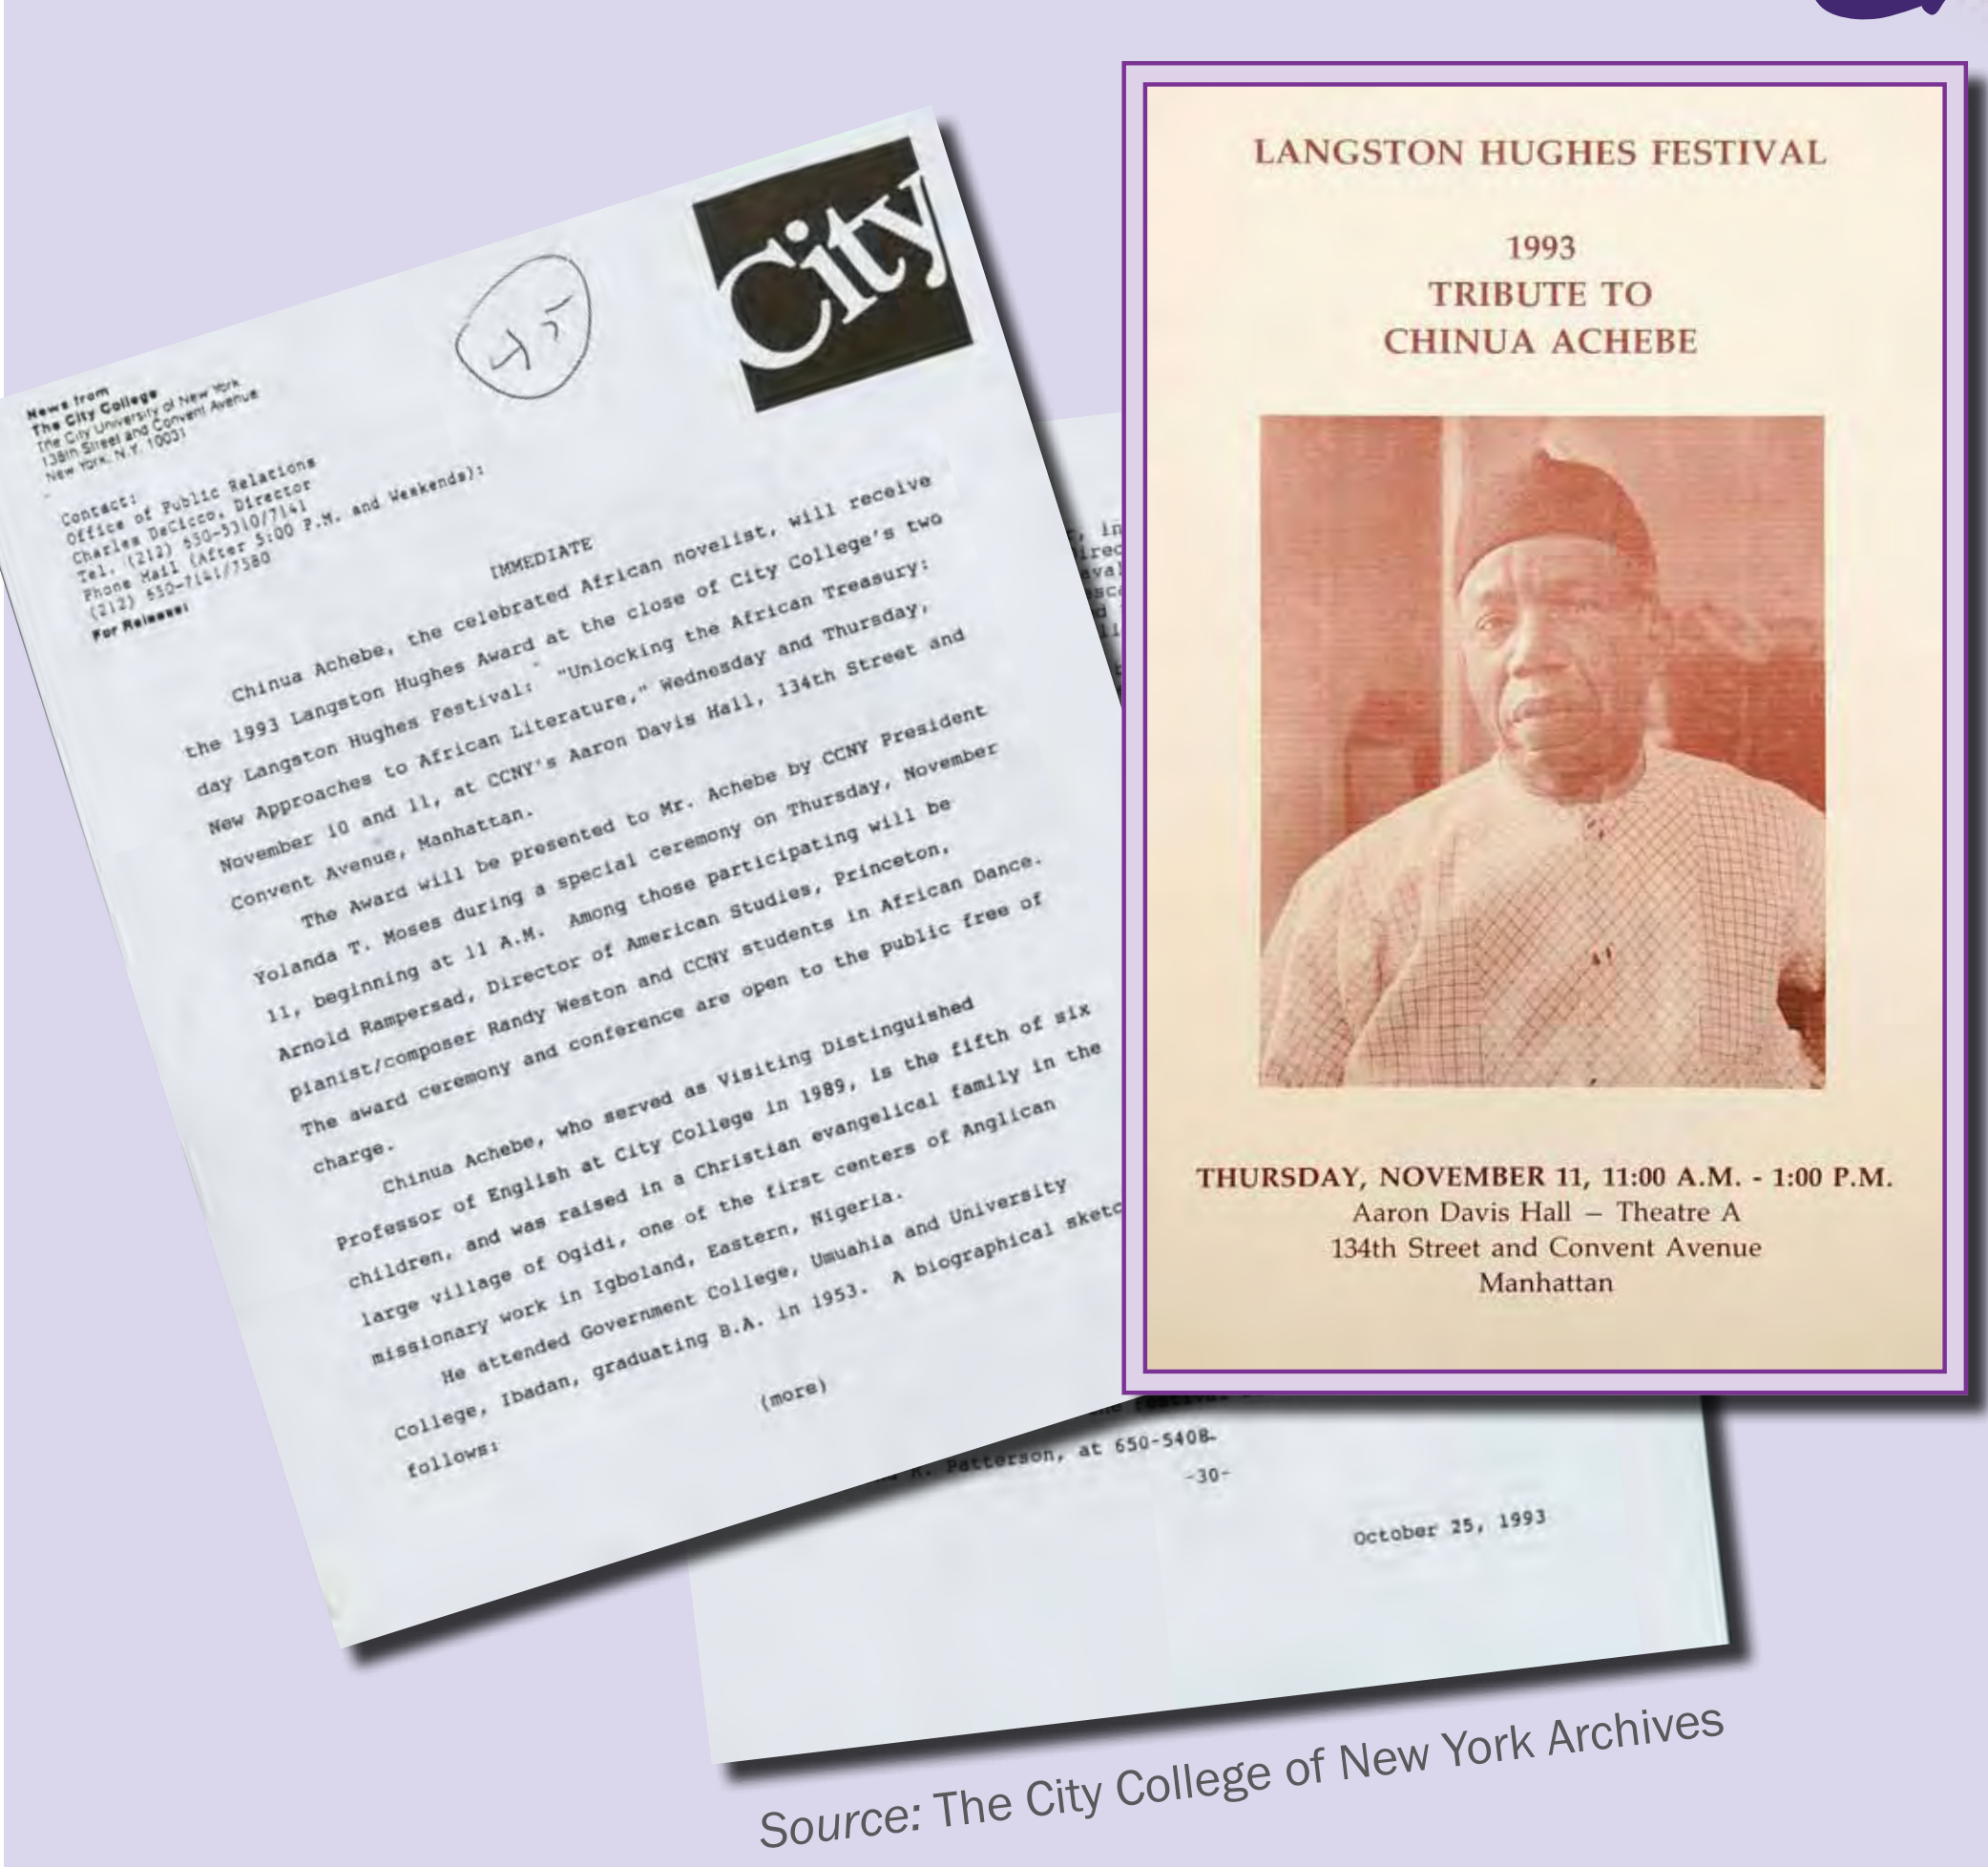 City
News from
The City College
The City University of New York
138th Street and Convent Avenue
New York, N.Y. 10031
Contact:
Office of Public Relations
Charles DeCicco, Director
Tel. (212) 650-5310/7141
Phone Mail (After 5:00 P.M. and Weekends):
(212) 650-7141/7580
For Release:
IMMEDIATE
Chinua Achebe, the celebrated African novelist, will receive
the 1993 Langston Hughes Award at the close of City College's two
day Langston Hughes Festival: "Unlocking the African Treasury:
New Approaches to African Literature," Wednesday and Thursday,
November 10 and 11, at CCNY's Aaron Davis Hall, 134th Street and
Convent Avenue, Manhattan.
The Award will be presented to Mr. Achebe by CCNY President
Yolanda T. Moses during a special ceremony on Thursday, November
11, beginning at 11 A.M. Among those participating will be
Arnold Rampersad, Director of American Studies, Princeton,
pianist/composer Randy Weston and CCNY students in African Dance.
The award ceremony and conference are open to the public free of
charge.
Chinua Achebe, who served as Visiting Distinguished
Professor of English at City College in 1989, is the fifth of six
children, and was raised in a Christian evangelical family in the
large village of Ogidi, one of the first centers of Anglican
missionary work in Igboland, Eastern, Nigeria.
He attended Government College, Umuahia and University
College, Ibadan, graduating B.A. in 1953. A biographical sketc
follows:
(more)
LANGSTON HUGHES FESTIVAL
1993
TRIBUTE TO
CHINUA ACHEBE
THURSDAY, NOVEMBER 11, 11:00 A.M. - 1:00 P.M.
Aaron Davis Hall – Theatre A
134th Street and Convent Avenue
Manhattan
Patterson, at 650-5408.
-30-
October 25, 1993
Source: The City College of New York Archives